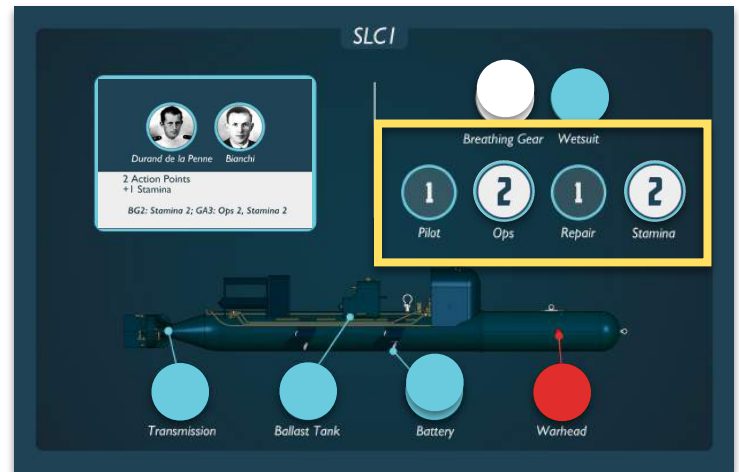 SLC1
Durand de la Penne Bianchi
2 Action Points
+1 Stamina
BG2: Stamina 2; GA3: Ops 2, Stamina 2
Breathing Gear Wetsuit
1 2 1 2
Pilot Ops Repair Stamina
Transmission Ballast Tank Battery Warhead